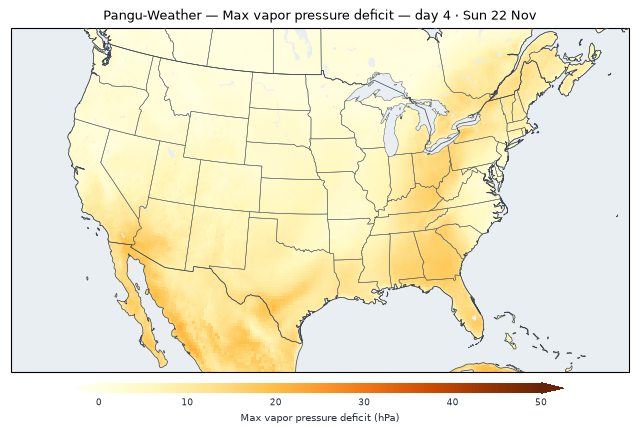 Pangu-Weather — Max vapor pressure deficit — day 4 · Sun 22 Nov
0 10 20 30 40 50
Max vapor pressure deficit (hPa)